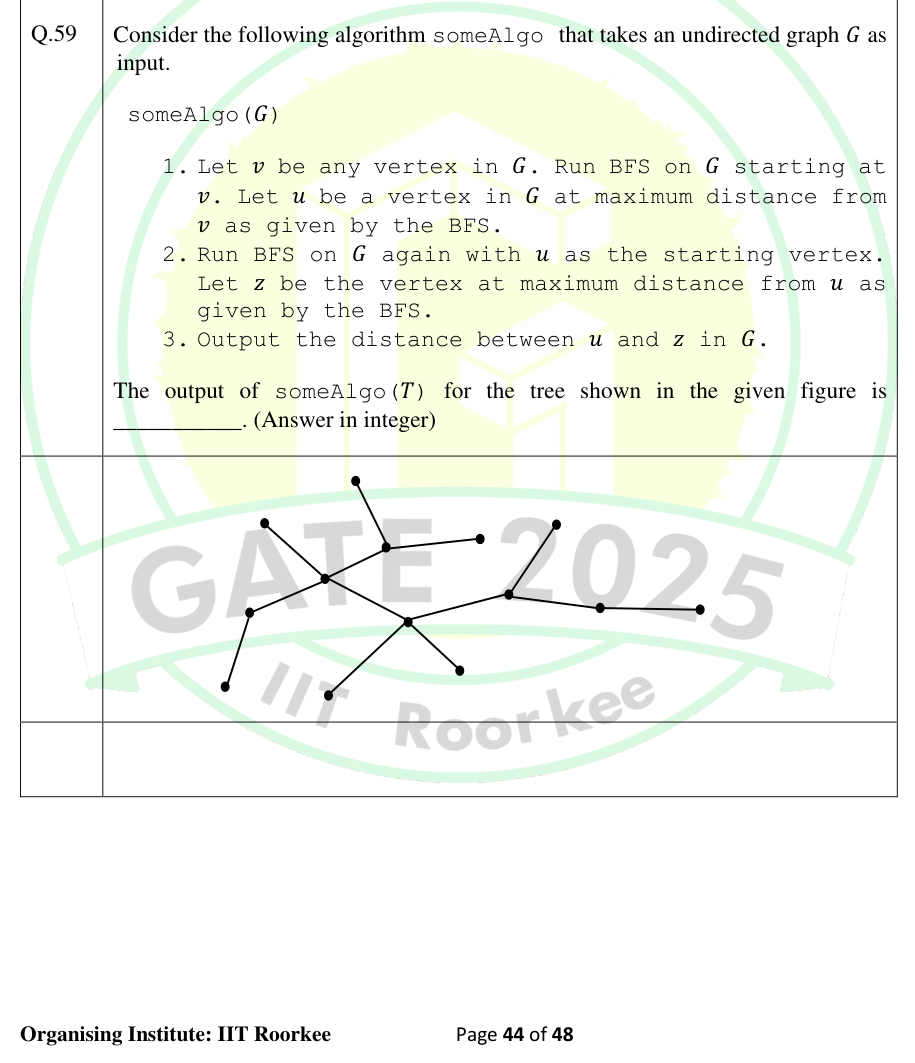 Q.59
Consider the following algorithm someAlgo that takes an undirected graph G as
input.
someAlgo(G)
1. Let v be any vertex in G. Run BFS on G starting at
v. Let u be a vertex in G at maximum distance from
v as given by the BFS.
2. Run BFS on G again with u as the starting vertex.
Let z be the vertex at maximum distance from u as
given by the BFS.
3. Output the distance between u and z in G.
The output of someAlgo(T) for the tree shown in the given figure is
___________. (Answer in integer)
GATE 2025
IIT Roorkee
Organising Institute: IIT Roorkee Page 44 of 48